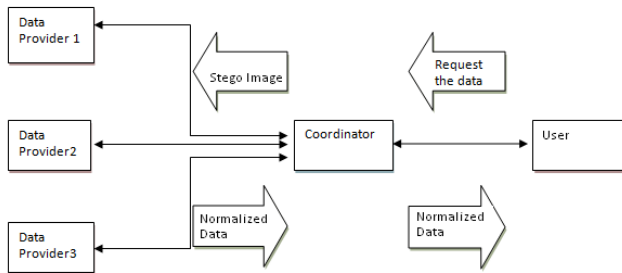 Data
Provider 1
Stego Image
Request
the data
Data
Provider2
Coordinator
User
Normalized
Data
Normalized
Data
Data
Provider3